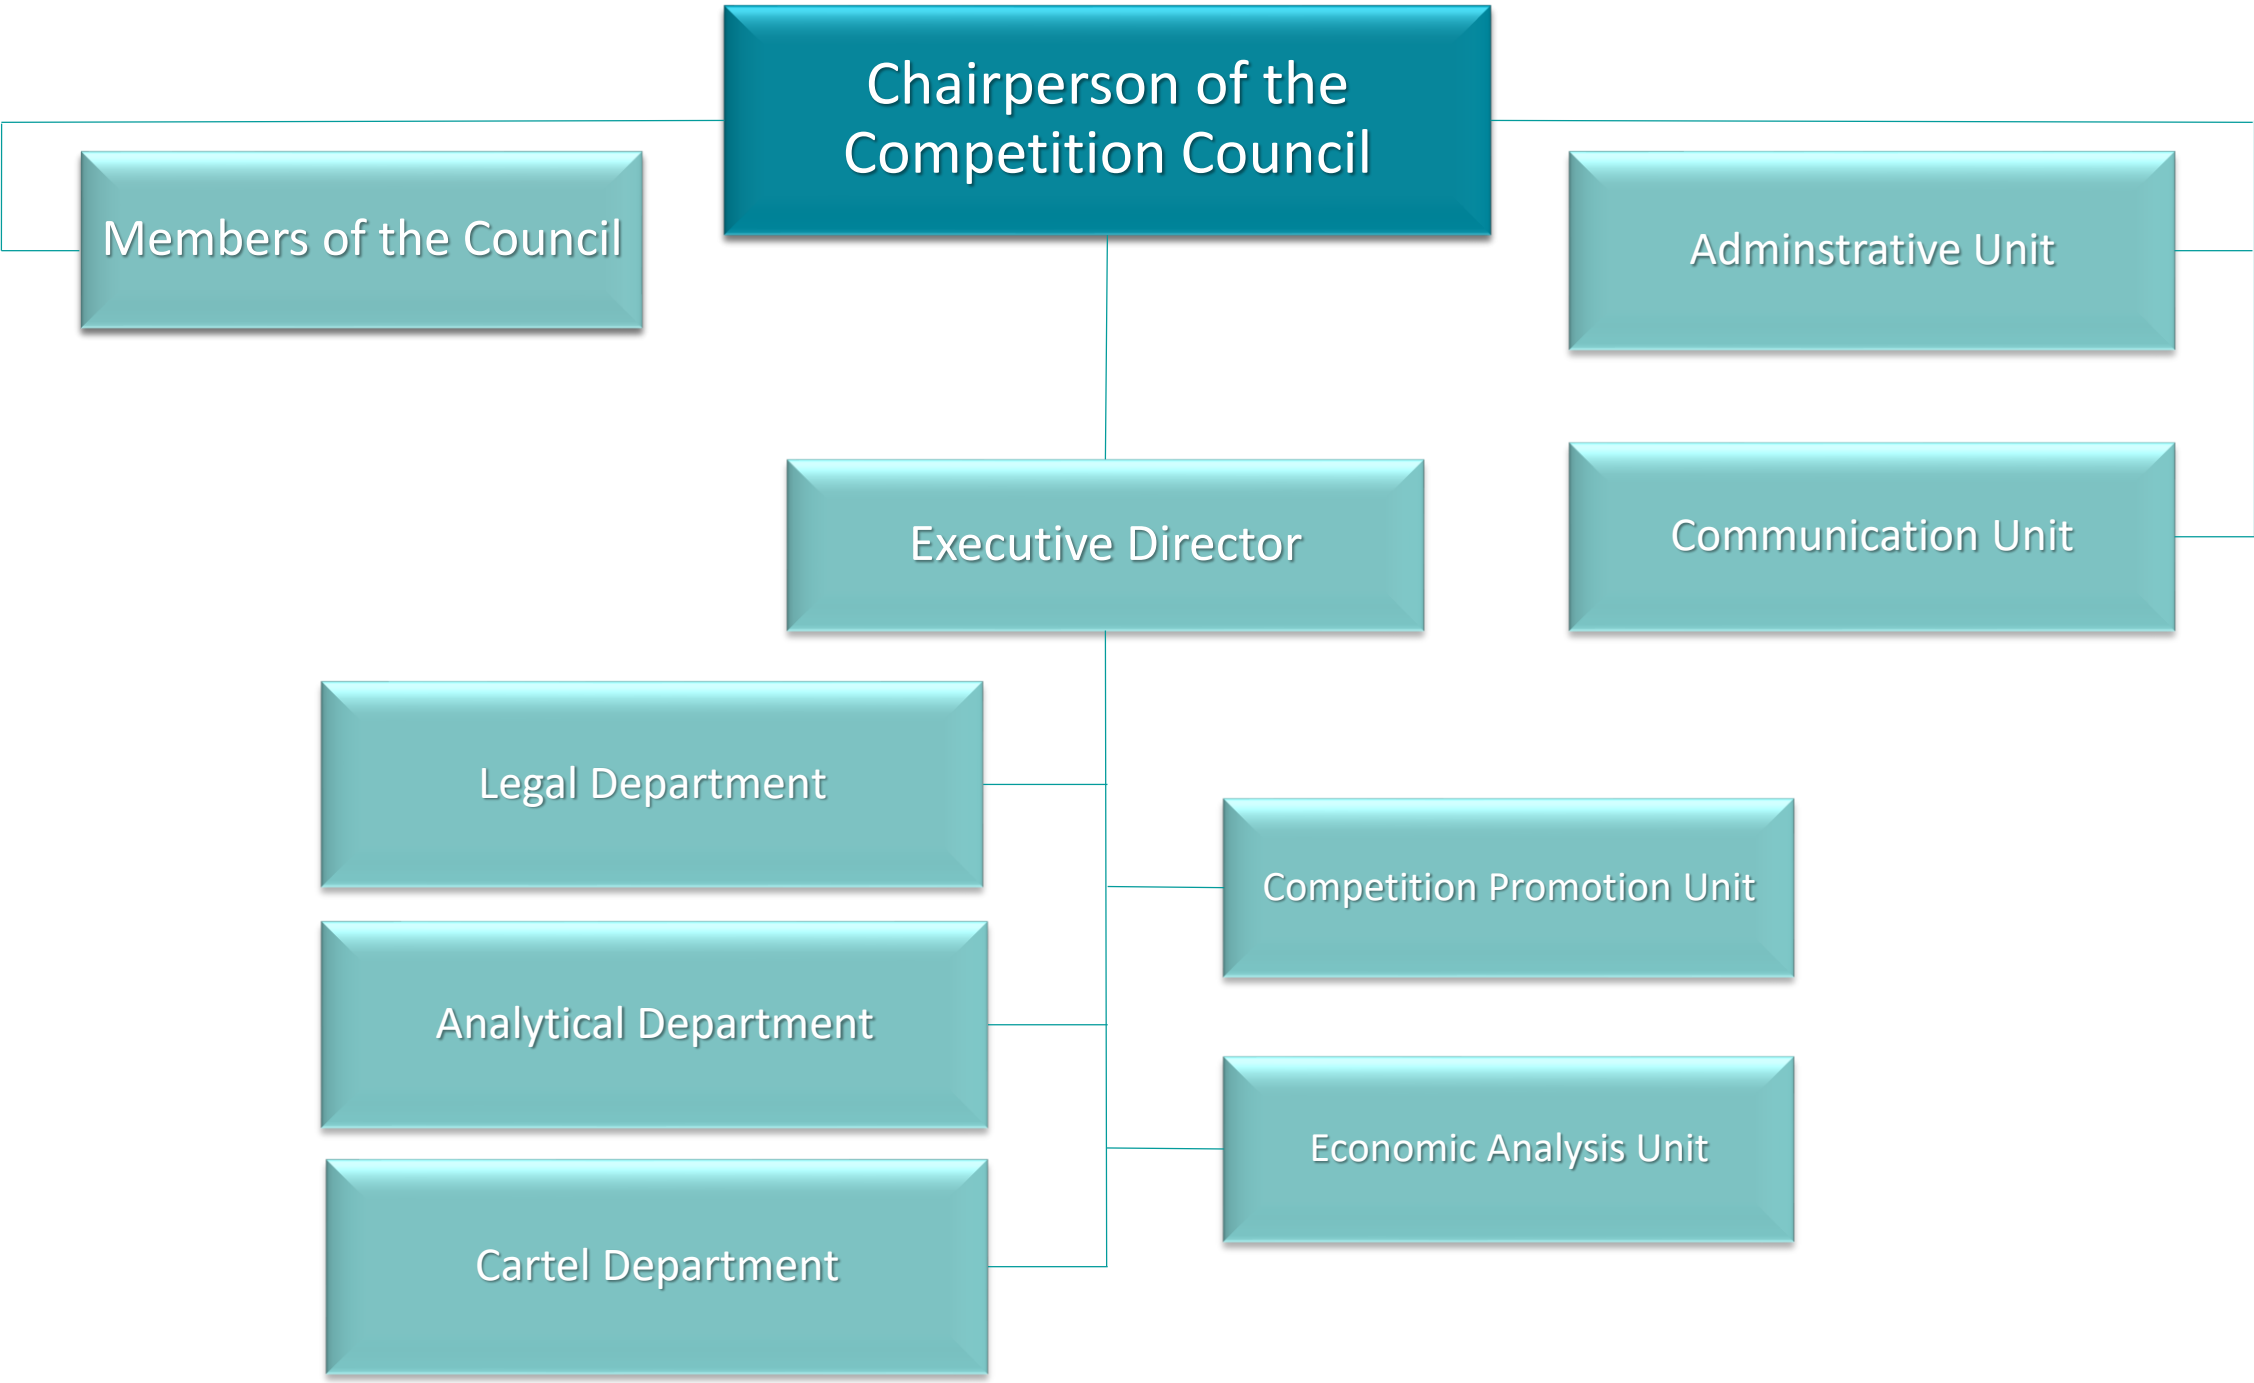 Chairperson of the
Competition Council
Members of the Council
Adminstrative Unit
Executive Director
Communication Unit
Legal Department
Competition Promotion Unit
Analytical Department
Economic Analysis Unit
Cartel Department